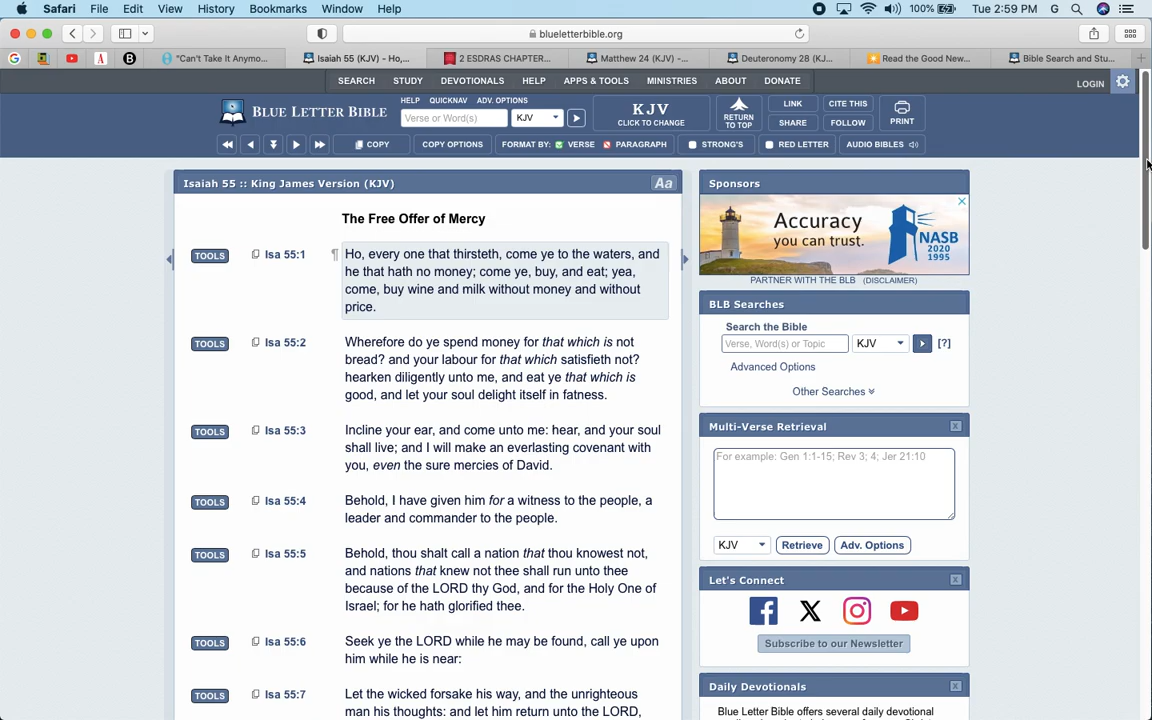 Safari File Edit View History Bookmarks Window Help 100% Tue 2:59 PM G
blueletterbible.org
"Can't Take It Anymo... Isaiah 55 (KJV) - Ho,... 2 ESDRAS CHAPTER... Matthew 24 (KJV) -... Deuteronomy 28 (KJ... Read the Good New... Bible Search and Stu...
SEARCH STUDY DEVOTIONALS HELP APPS & TOOLS MINISTRIES ABOUT DONATE LOGIN
BLUE LETTER BIBLE
HELP QUICKNAV ADV. OPTIONS
Verse or Word(s) KJV
KJV
CLICK TO CHANGE
RETURN
TO TOP
LINK CITE THIS
SHARE FOLLOW
PRINT
COPY COPY OPTIONS FORMAT BY: VERSE PARAGRAPH STRONG'S RED LETTER AUDIO BIBLES
Isaiah 55 :: King James Version (KJV) Aa
The Free Offer of Mercy
TOOLS Isa 55:1 ¶ Ho, every one that thirsteth, come ye to the waters, and
he that hath no money; come ye, buy, and eat; yea,
come, buy wine and milk without money and without
price.
TOOLS Isa 55:2 Wherefore do ye spend money for that which is not
bread? and your labour for that which satisfieth not?
hearken diligently unto me, and eat ye that which is
good, and let your soul delight itself in fatness.
TOOLS Isa 55:3 Incline your ear, and come unto me: hear, and your soul
shall live; and I will make an everlasting covenant with
you, even the sure mercies of David.
TOOLS Isa 55:4 Behold, I have given him for a witness to the people, a
leader and commander to the people.
TOOLS Isa 55:5 Behold, thou shalt call a nation that thou knowest not,
and nations that knew not thee shall run unto thee
because of the LORD thy God, and for the Holy One of
Israel; for he hath glorified thee.
TOOLS Isa 55:6 Seek ye the LORD while he may be found, call ye upon
him while he is near:
TOOLS Isa 55:7 Let the wicked forsake his way, and the unrighteous
man his thoughts: and let him return unto the LORD,
Sponsors
Accuracy
you can trust.
NASB
2020
1995
PARTNER WITH THE BLB (DISCLAIMER)
BLB Searches
Search the Bible
Verse, Word(s) or Topic KJV [?]
Advanced Options
Other Searches
Multi-Verse Retrieval
For example: Gen 1:1-15; Rev 3; 4; Jer 21:10
KJV Retrieve Adv. Options
Let's Connect
Subscribe to our Newsletter
Daily Devotionals
Blue Letter Bible offers several daily devotional